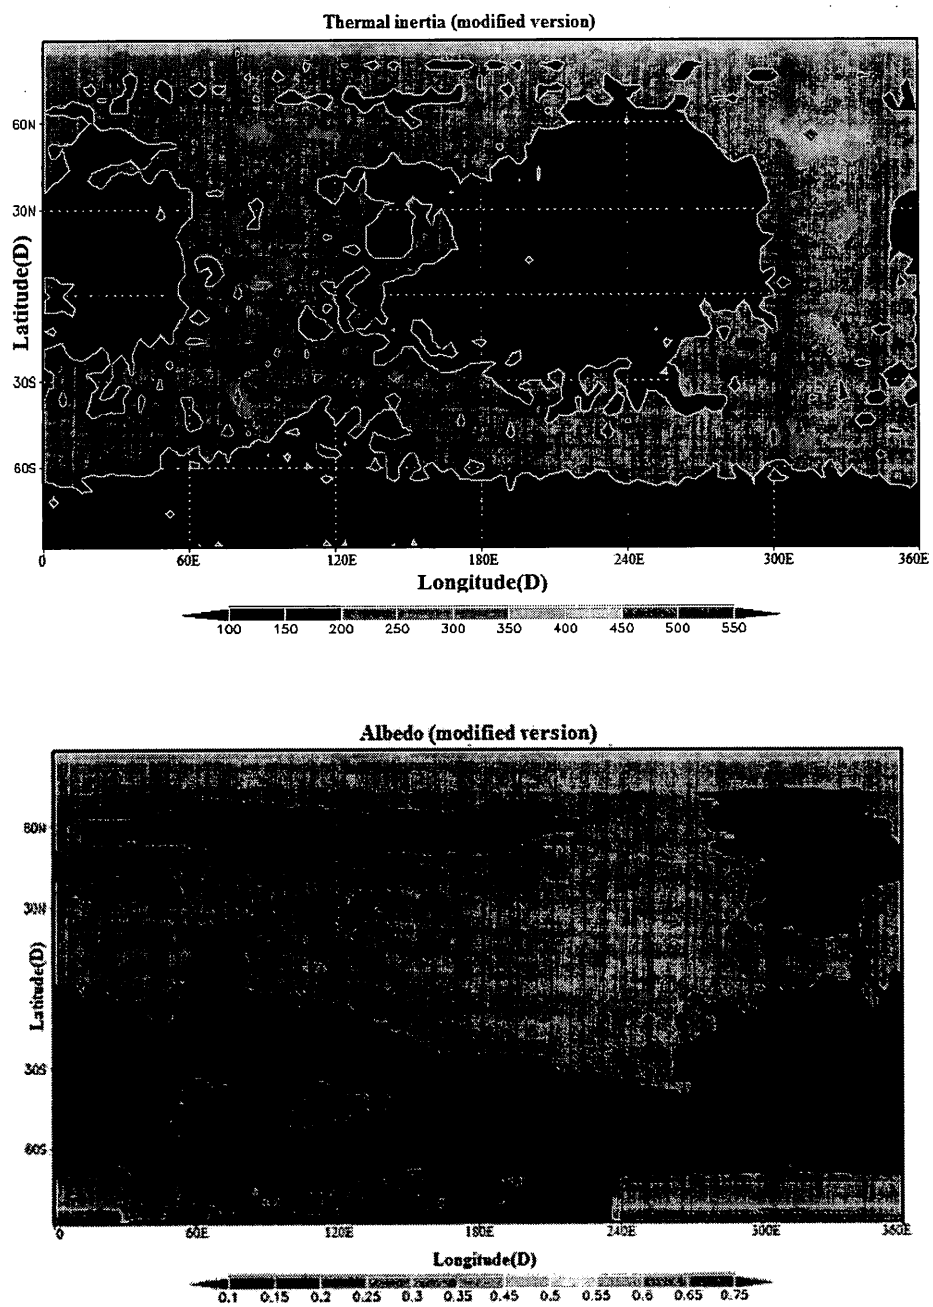 Thermal inertia (modified version)
60N
30N
0
30S
60S
Latitude(D)
0 60E 120E 180E 240E 300E 360E
Longitude(D)
100 150 200 250 300 350 400 450 500 550
Albedo (modified version)
60N
30N
30S
60S
Latitude(D)
0 60E 120E 180E 240E 300E 360E
Longitude(D)
0.1 0.15 0.2 0.25 0.3 0.35 0.45 0.5 0.55 0.6 0.65 0.75